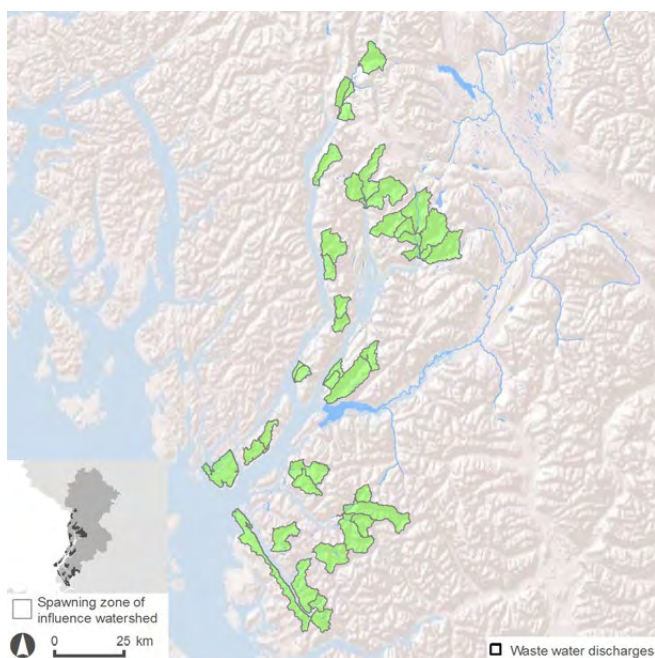 Spawning zone of
influence watershed
0 25 km
Waste water discharges